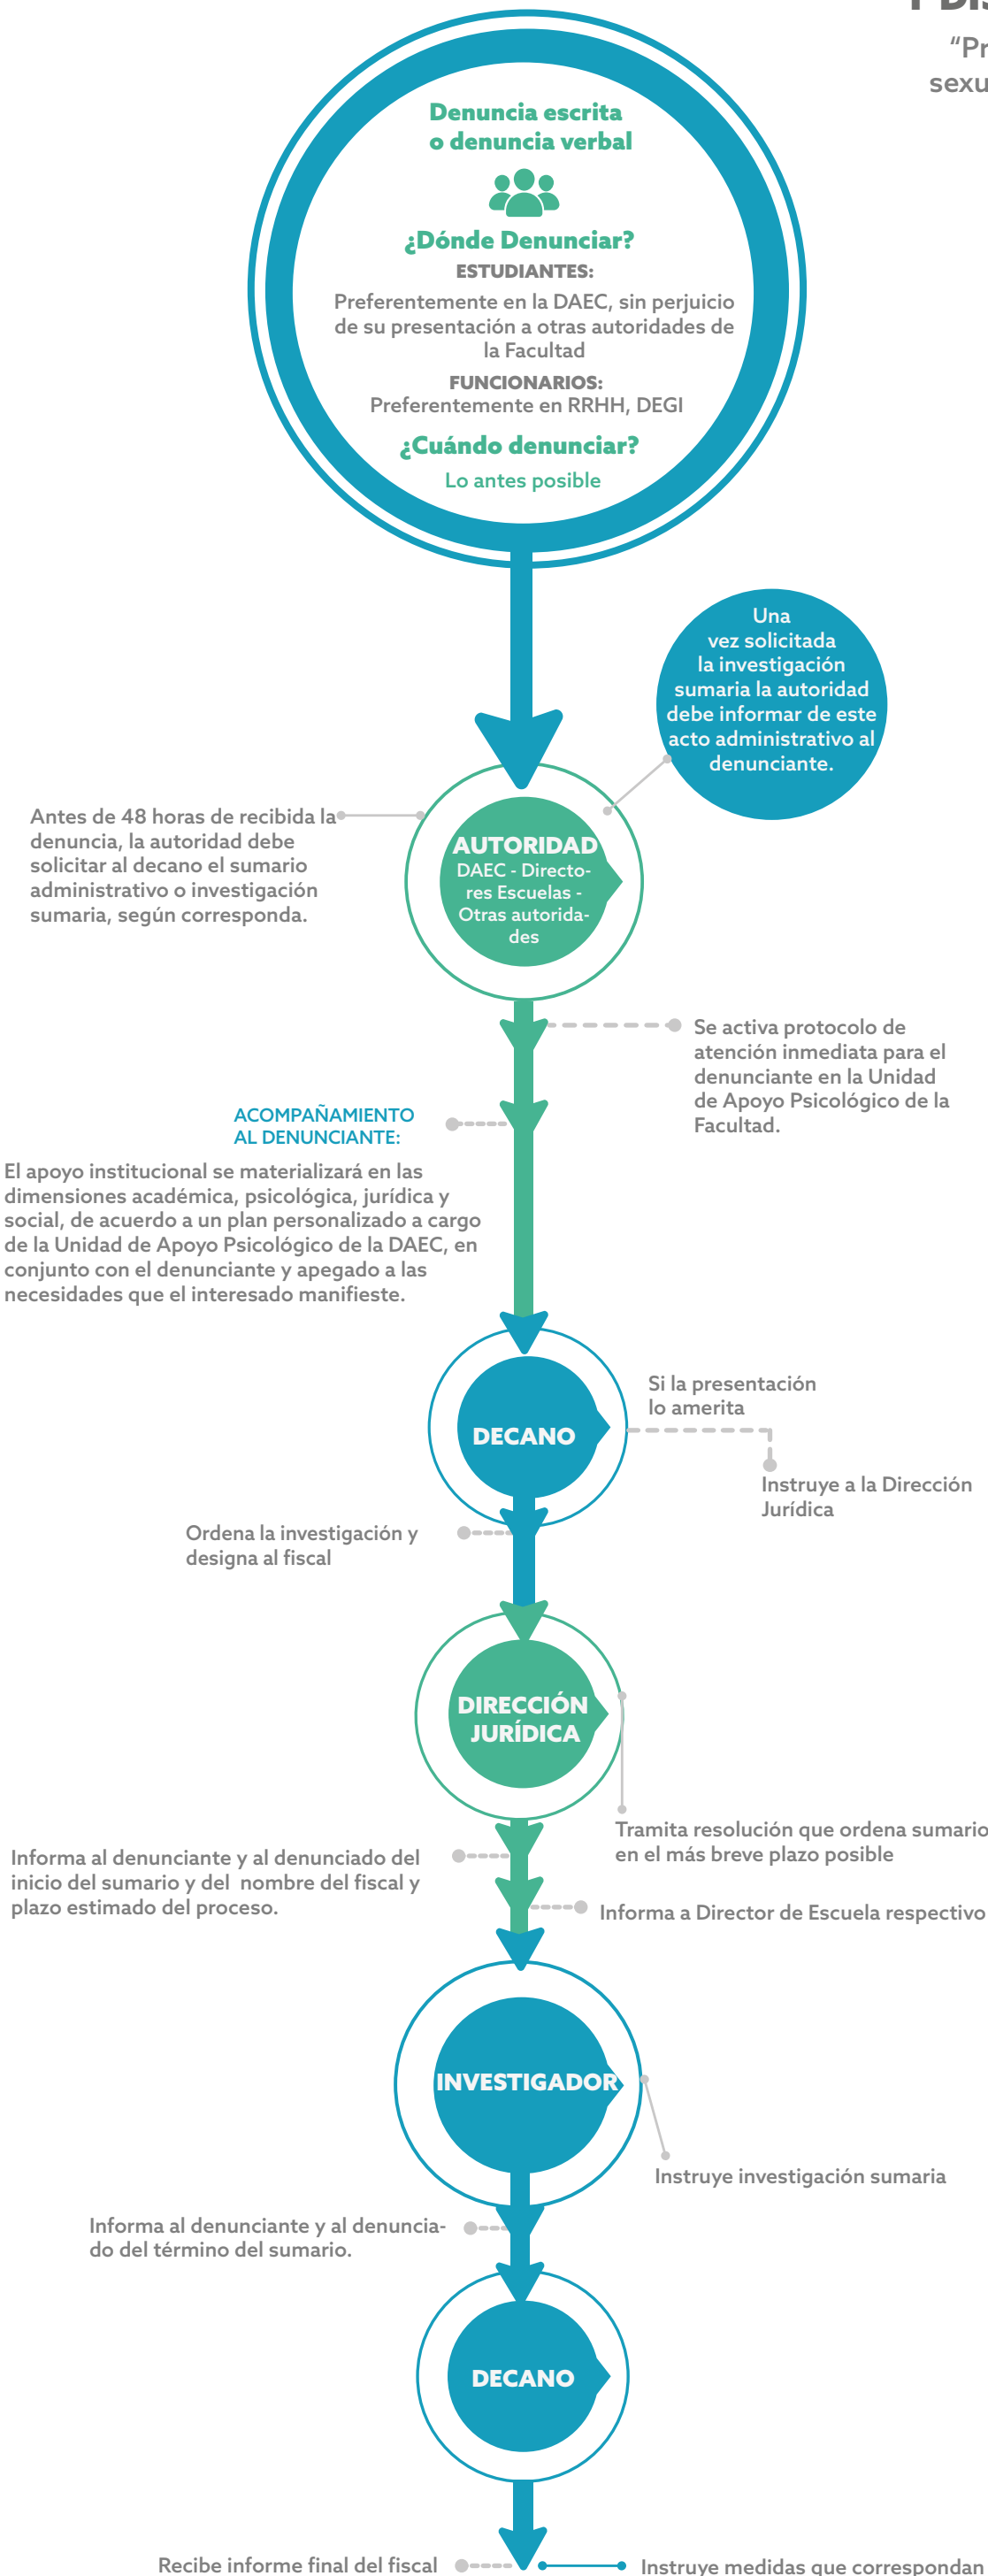 “Pr
sexu
Denuncia escrita
o denuncia verbal
¿Dónde Denunciar?
ESTUDIANTES:
Preferentemente en la DAEC, sin perjuicio
de su presentación a otras autoridades de
la Facultad
FUNCIONARIOS:
Preferentemente en RRHH, DEGI
¿Cuándo denunciar?
Lo antes posible
Una
vez solicitada
la investigación
sumaria la autoridad
debe informar de este
acto administrativo al
denunciante.
Antes de 48 horas de recibida la
denuncia, la autoridad debe
solicitar al decano el sumario
administrativo o investigación
sumaria, según corresponda.
AUTORIDAD
DAEC - Directo-
res Escuelas -
Otras autorida-
des
Se activa protocolo de
atención inmediata para el
denunciante en la Unidad
de Apoyo Psicológico de la
Facultad.
ACOMPAÑAMIENTO
AL DENUNCIANTE:
El apoyo institucional se materializará en las
dimensiones académica, psicológica, jurídica y
social, de acuerdo a un plan personalizado a cargo
de la Unidad de Apoyo Psicológico de la DAEC, en
conjunto con el denunciante y apegado a las
necesidades que el interesado manifieste.
DECANO
Si la presentación
lo amerita
Instruye a la Dirección
Jurídica
Ordena la investigación y
designa al fiscal
DIRECCIÓN
JURÍDICA
Tramita resolución que ordena sumario
en el más breve plazo posible
Informa al denunciante y al denunciado del
inicio del sumario y del nombre del fiscal y
plazo estimado del proceso.
Informa a Director de Escuela respectivo
INVESTIGADOR
Instruye investigación sumaria
Informa al denunciante y al denuncia-
do del término del sumario.
DECANO
Recibe informe final del fiscal
Instruye medidas que correspondan